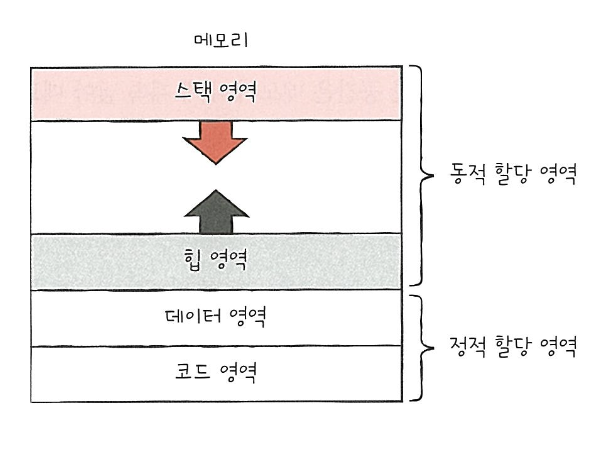 메모리
스택 영역
동적 할당 영역
힙 영역
데이터 영역
정적 할당 영역
코드 영역